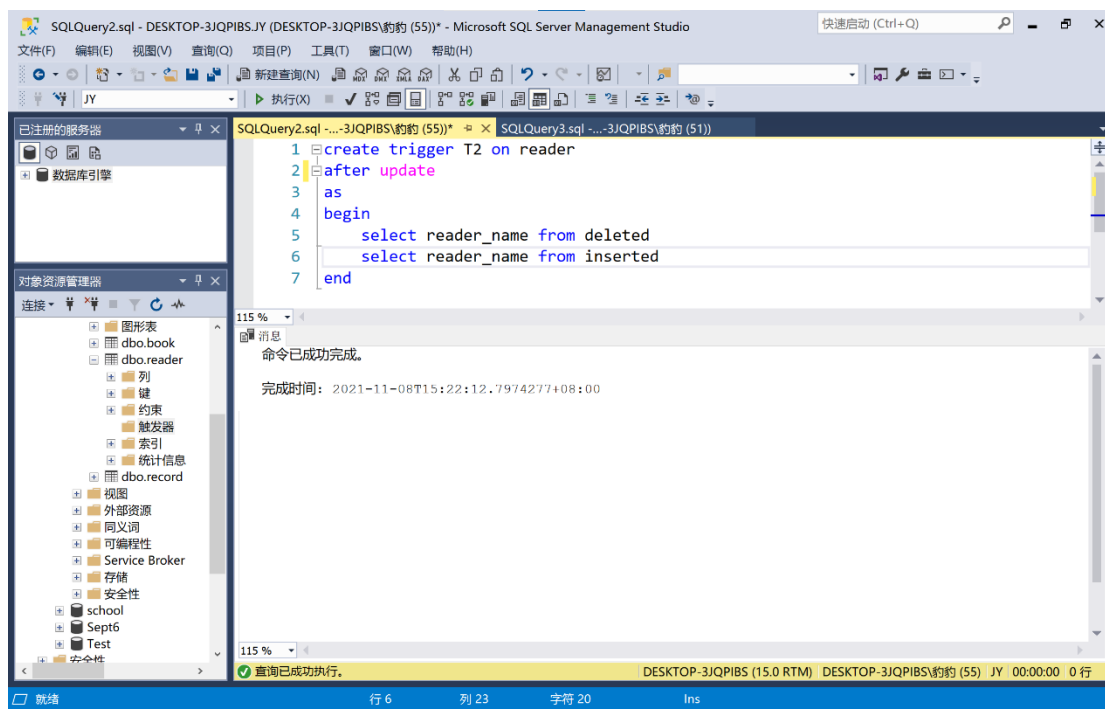 SQLQuery2.sql - DESKTOP-3JQPIBS.JY (DESKTOP-3JQPIBS\豹豹 (55))* - Microsoft SQL Server Management Studio
快速启动 (Ctrl+Q)
文件(F) 编辑(E) 视图(V) 查询(Q) 项目(P) 工具(T) 窗口(W) 帮助(H)
新建查询(N)
JY
执行(X)
已注册的服务器
数据库引擎
对象资源管理器
连接
图形表
dbo.book
dbo.reader
列
键
约束
触发器
索引
统计信息
dbo.record
视图
外部资源
同义词
可编程性
Service Broker
存储
安全性
school
Sept6
Test
安全性
SQLQuery2.sql -...-3JQPIBS\豹豹 (55))* SQLQuery3.sql -...-3JQPIBS\豹豹 (51))
1 create trigger T2 on reader
2 after update
3 as
4 begin
5 select reader_name from deleted
6 select reader_name from inserted
7 end
115 %
消息
命令已成功完成。
完成时间: 2021-11-08T15:22:12.7974277+08:00
115 %
查询已成功执行。 DESKTOP-3JQPIBS (15.0 RTM) DESKTOP-3JQPIBS\豹豹 (55) JY 00:00:00 0 行
就绪 行 6 列 23 字符 20 Ins